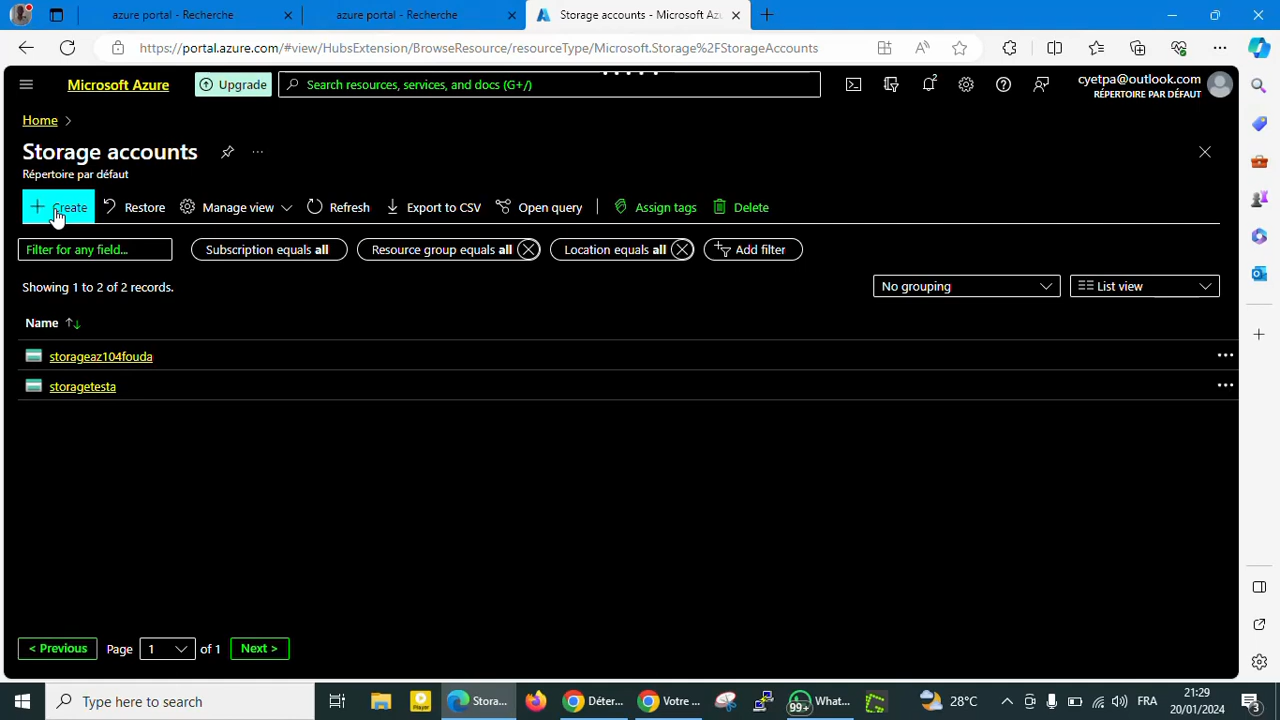 azure portal - Recherche
azure portal - Recherche
Storage accounts - Microsoft Az
https://portal.azure.com/#view/HubsExtension/BrowseResource/resourceType/Microsoft.Storage%2FStorageAccounts
Microsoft Azure
Upgrade
Search resources, services, and docs (G+/)
2
cyetpa@outlook.com
RÉPERTOIRE PAR DÉFAUT
Home >
Storage accounts
Répertoire par défaut
Create
Restore
Manage view
Refresh
Export to CSV
Open query
Assign tags
Delete
Filter for any field...
Subscription equals all
Resource group equals all
Location equals all
Add filter
Showing 1 to 2 of 2 records.
No grouping
List view
Name
storageaz104fouda
storagetesta
< Previous
Page
1
of 1
Next >
Type here to search
Player
Stora...
Déter...
Votre ...
99+
What...
28°C
FRA
21:29
20/01/2024
3